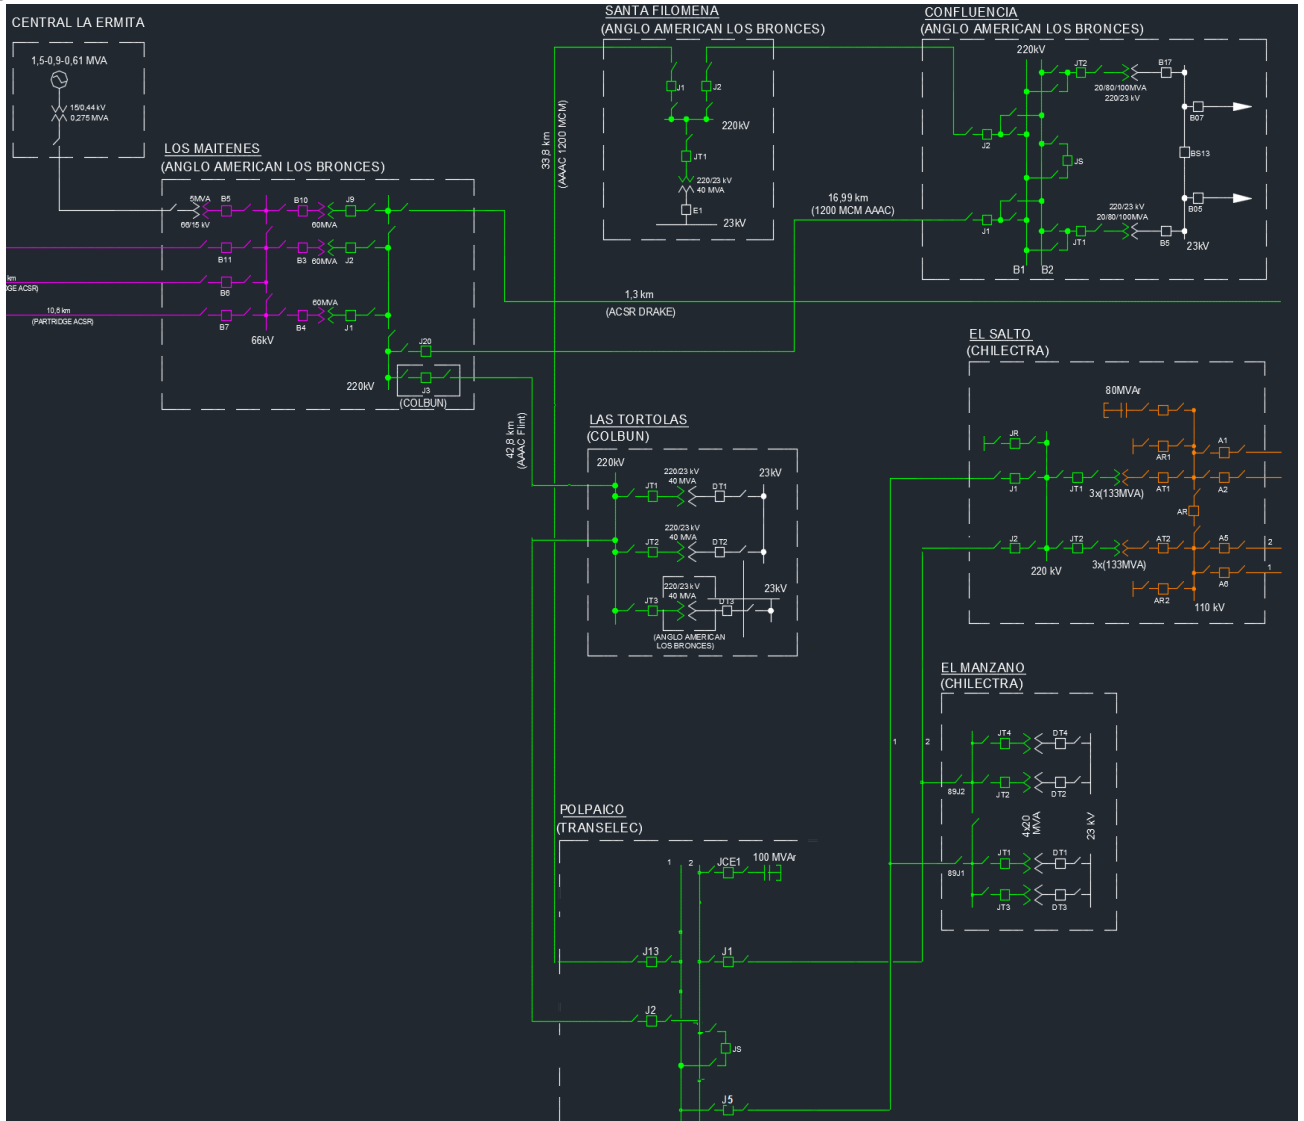 CENTRAL LA ERMITA
1,5-0,9-0,61 MVA
15/0,44 kV
0,275 MVA
LOS MAITENES
(ANGLO AMERICAN LOS BRONCES)
5MVA
B5
66/15 kV
B10
J9
60MVA
B11
B3
60MVA
J2
km
GE ACSR)
B6
10,6 km
(PARTRIDGE ACSR)
B7
B4
60MVA
J1
66kV
J20
220kV
J3
(COLBUN)
SANTA FILOMENA
(ANGLO AMERICAN LOS BRONCES)
J1
J2
220kV
JT1
220/23 kV
40 MVA
E1
23kV
33,8 km
(AAAC 1200 MCM)
16,99 km
(1200 MCM AAAC)
1,3 km
(ACSR DRAKE)
CONFLUENCIA
(ANGLO AMERICAN LOS BRONCES)
220kV
JT2
B17
20/80/100MVA
220/23 kV
B07
J2
JS
BS13
B05
J1
220/23 kV
20/80/100MVA
JT1
B5
23kV
B1
B2
42,8 km
(AAAC Flint)
LAS TORTOLAS
(COLBUN)
220kV
220/23 kV
40 MVA
JT1
DT1
23kV
220/23 kV
40 MVA
JT2
DT2
220/23 kV
40 MVA
JT3
DT3
23kV
(ANGLO AMERICAN
LOS BRONCES)
EL SALTO
(CHILECTRA)
80MVAr
JR
AR1
A1
J1
JT1
3x(133MVA)
AT1
A2
AR
J2
JT2
3x(133MVA)
AT2
A5
2
A6
1
220 kV
AR2
110 kV
EL MANZANO
(CHILECTRA)
JT4
DT4
89J2
JT2
DT2
4x20
MVA
23 kV
89J1
JT1
DT1
JT3
DT3
1
2
POLPAICO
(TRANSELEC)
1
2
JCE1
100 MVAr
J13
J1
J2
JS
J5